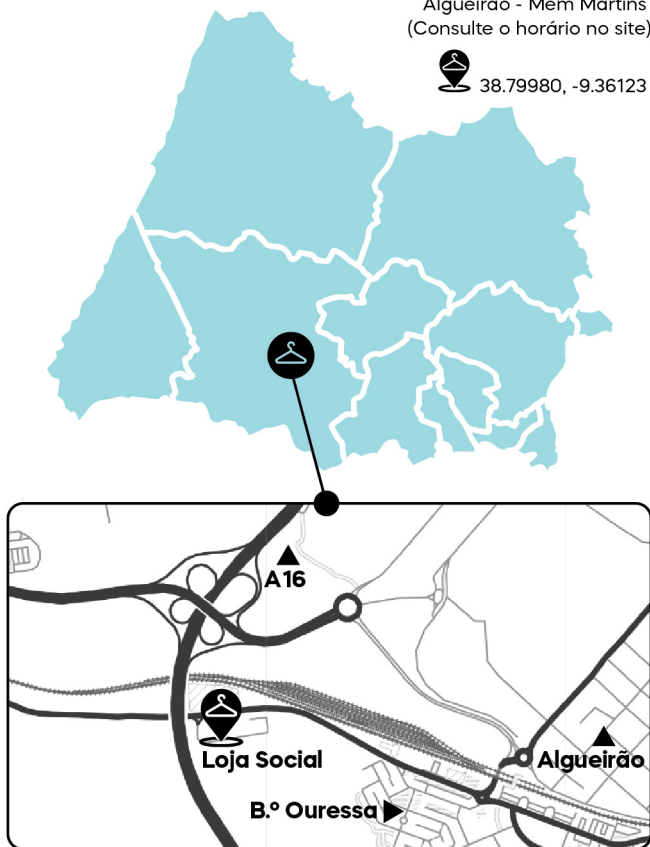 Algueirão - Mem Martins
(Consulte o horário no site)
38.79980, -9.36123
A16
Loja Social
Algueirão
B.º Ouressa